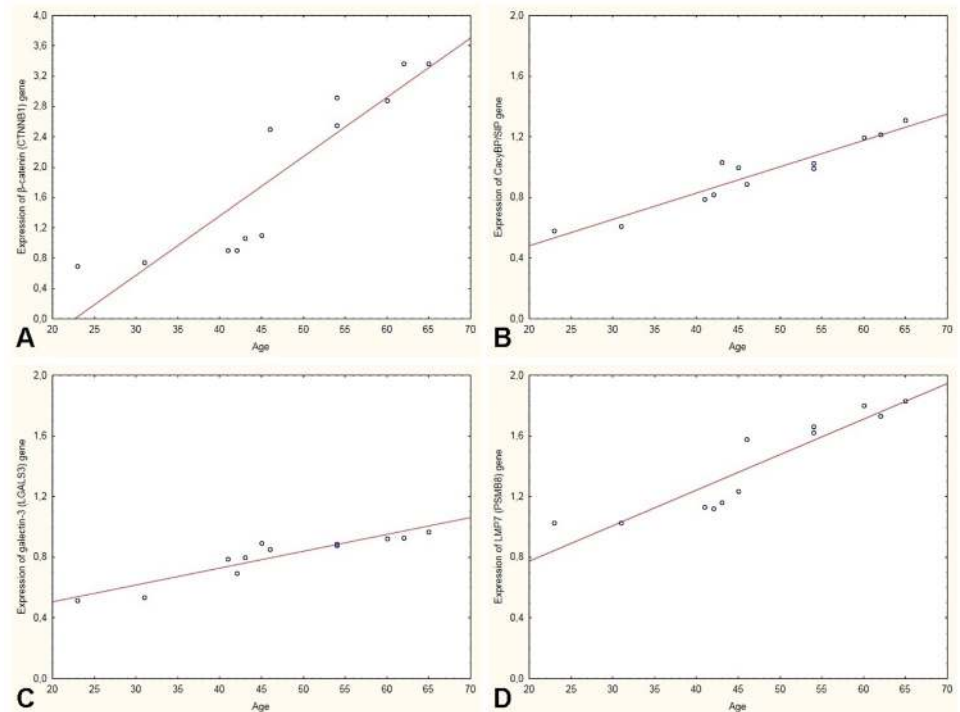 Expression of β-catenin (CTNNB1) gene
4,0
3,6
3,2
2,8
2,4
2,0
1,6
1,2
0,8
0,4
0,0
20 25 30 35 40 45 50 55 60 65 70
Age
A
Expression of CacyBP/SIP gene
2,0
1,6
1,2
0,8
0,4
0,0
20 25 30 35 40 45 50 55 60 65 70
Age
B
Expression of galectin-3 (LGALS3) gene
2,0
1,6
1,2
0,8
0,4
0,0
20 25 30 35 40 45 50 55 60 65 70
Age
C
Expression of LMP7 (PSMB8) gene
2,0
1,6
1,2
0,8
0,4
0,0
20 25 30 35 40 45 50 55 60 65 70
Age
D